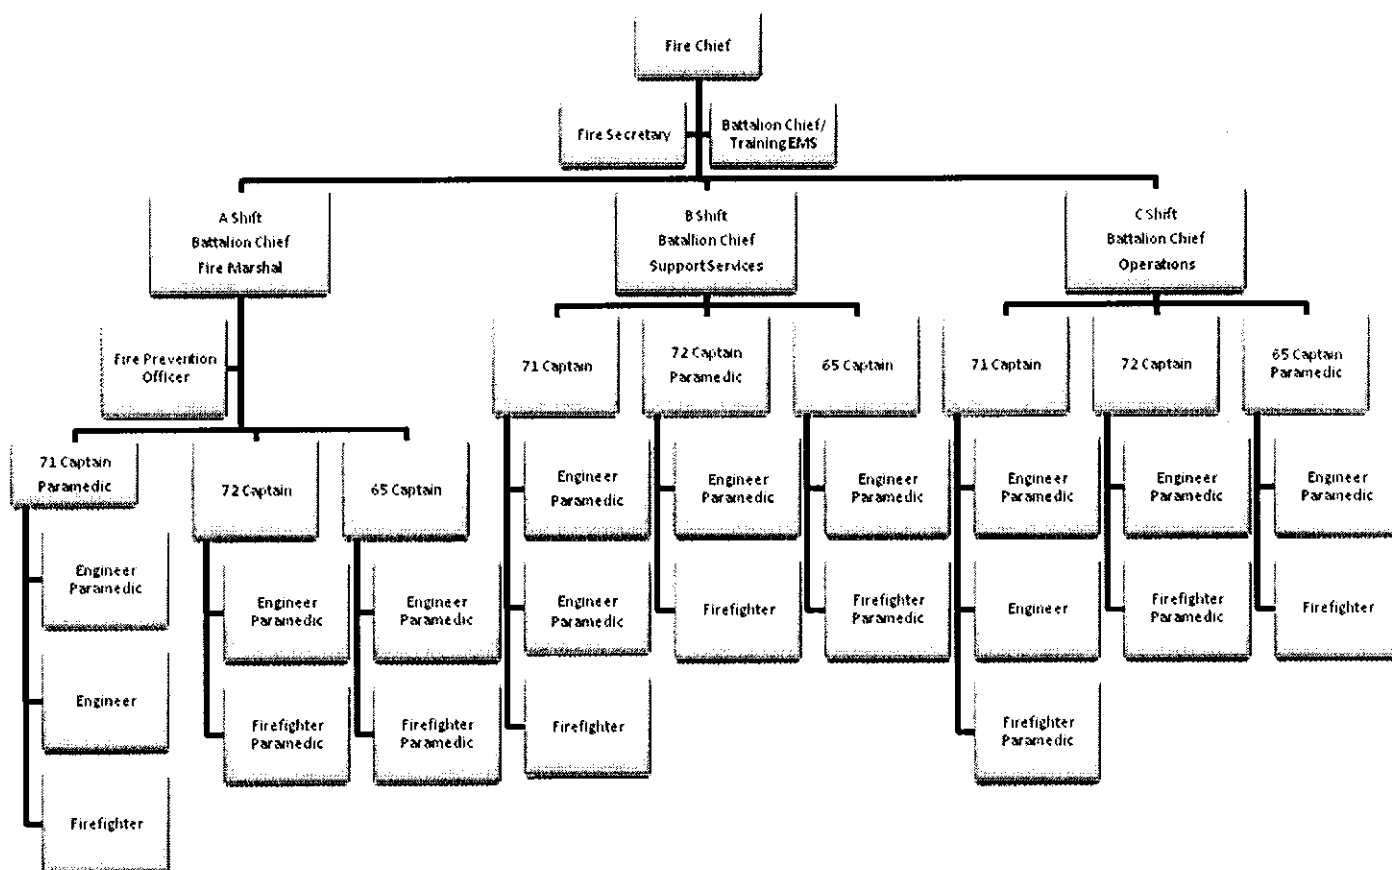 Fire Chief
Fire Secretary
Battalion Chief/
Training EMS
A Shift
Battalion Chief
Fire Marshal
B Shift
Batallion Chief
Support Services
C Shift
Battalion Chief
Operations
Fire Prevention
Officer
71 Captain
Paramedic
Engineer
Paramedic
Engineer
Firefighter
72 Captain
Engineer
Paramedic
Firefighter
Paramedic
65 Captain
Engineer
Paramedic
Firefighter
Paramedic
71 Captain
Engineer
Paramedic
Engineer
Paramedic
Firefighter
72 Captain
Paramedic
Engineer
Paramedic
Firefighter
65 Captain
Engineer
Paramedic
Firefighter
Paramedic
71 Captain
Engineer
Paramedic
Engineer
Firefighter
Paramedic
72 Captain
Engineer
Paramedic
Firefighter
Paramedic
65 Captain
Paramedic
Engineer
Paramedic
Firefighter